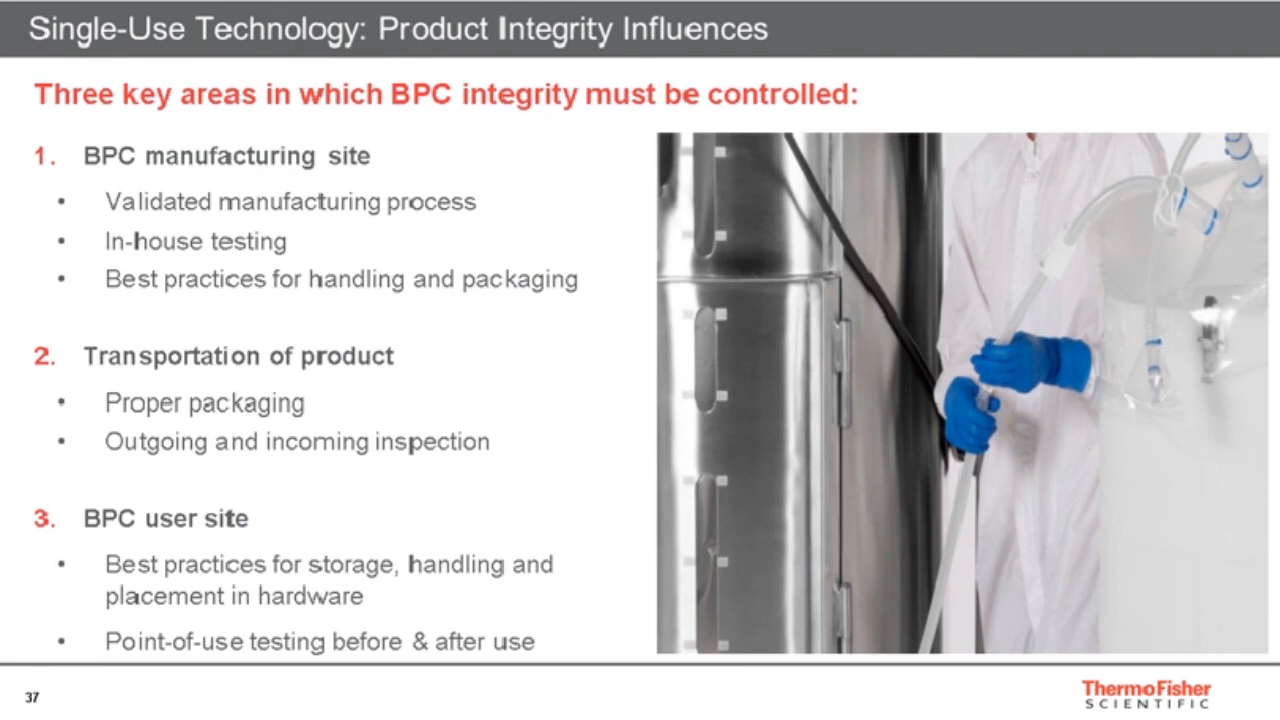 Single-Use Technology: Product Integrity Influences
Three key areas in which BPC integrity must be controlled:
1. BPC manufacturing site
• Validated manufacturing process
• In-house testing
• Best practices for handling and packaging
2. Transportation of product
• Proper packaging
• Outgoing and incoming inspection
3. BPC user site
• Best practices for storage, handling and
placement in hardware
• Point-of-use testing before & after use
37
ThermoFisher
SCIENTIFIC